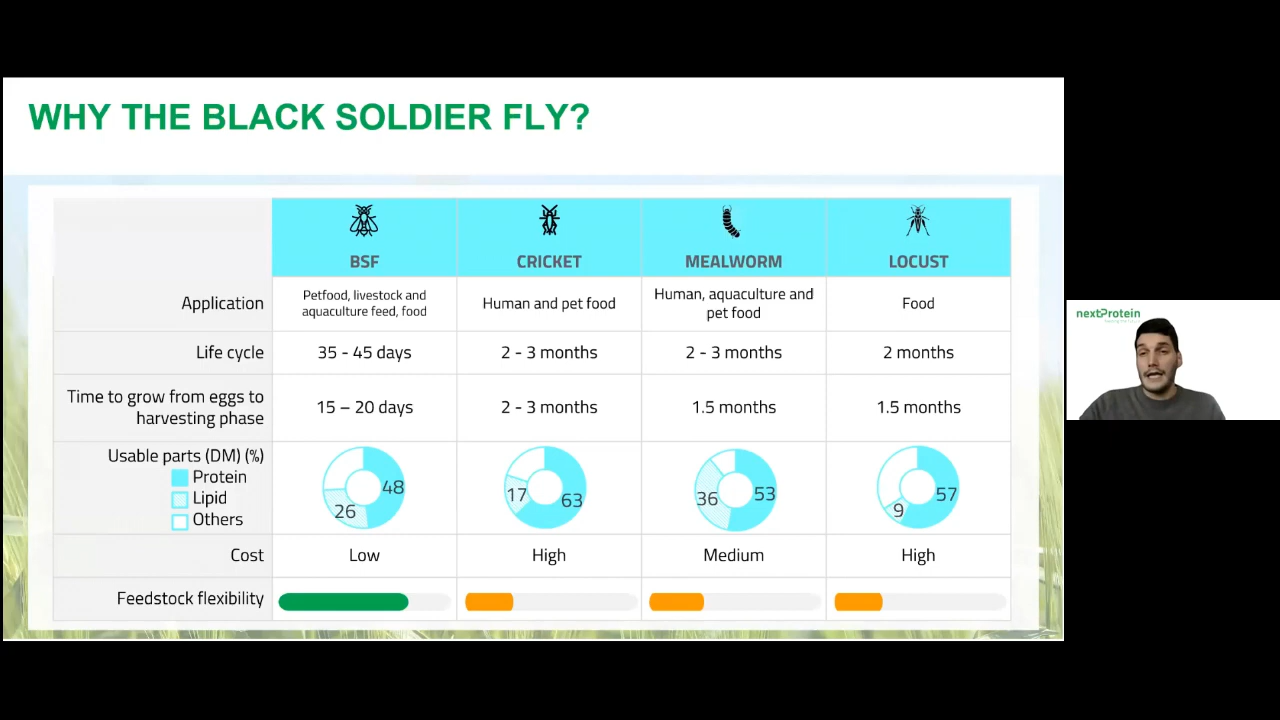 WHY THE BLACK SOLDIER FLY?
BSF
CRICKET
MEALWORM
LOCUST
Application
Petfood, livestock and
aquaculture feed, food
Human and pet food
Human, aquaculture and
pet food
Food
Life cycle
35 - 45 days
2 - 3 months
2 - 3 months
2 months
Time to grow from eggs to
harvesting phase
15 – 20 days
2 - 3 months
1.5 months
1.5 months
Usable parts (DM) (%)
Protein
Lipid
Others
48
26
17
63
36
53
57
9
Cost
Low
High
Medium
High
Feedstock flexibility
nextProtein